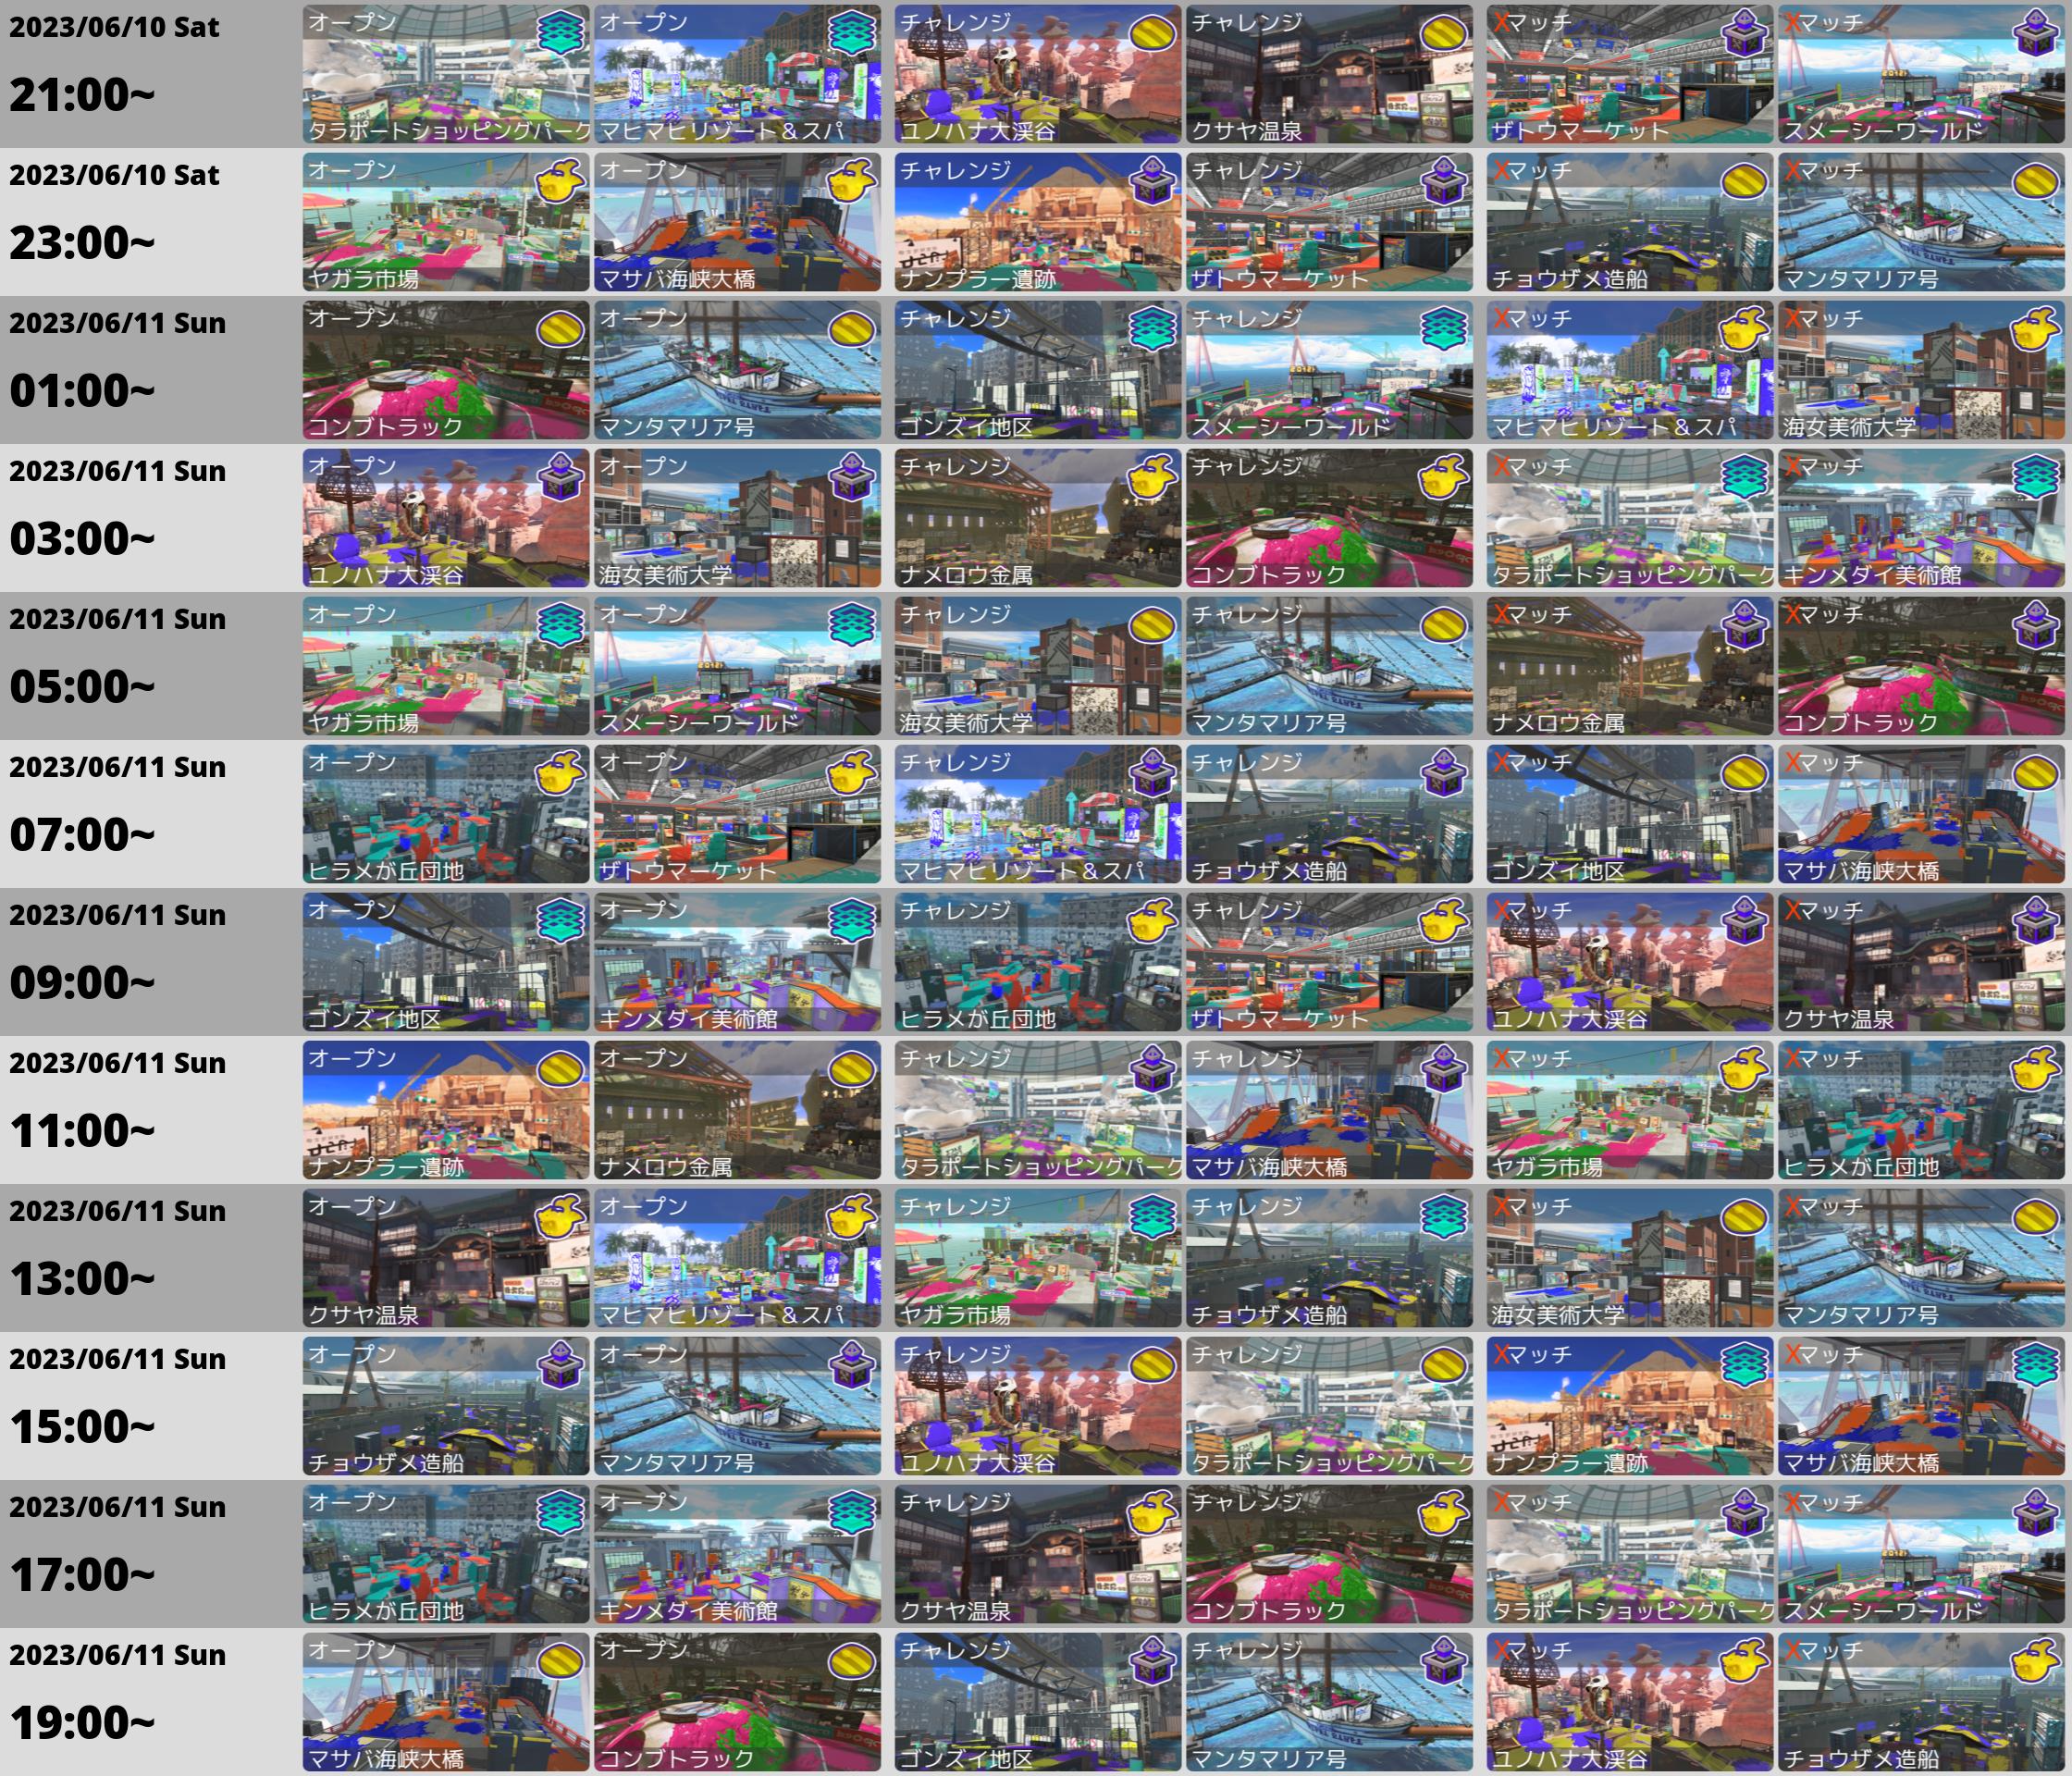 2023/06/10 Sat
21:00~
オープン オープン チャレンジ チャレンジ Xマッチ Xマッチ
タラポートショッピングパーク マヒマヒリゾート＆スパ ユノハナ大渓谷 クサヤ温泉 ザトウマーケット スメーシーワールド
2023/06/10 Sat
23:00~
オープン オープン チャレンジ チャレンジ Xマッチ Xマッチ
ヤガラ市場 マサバ海峡大橋 ナンプラー遺跡 ザトウマーケット チョウザメ造船 マンタマリア号
2023/06/11 Sun
01:00~
オープン オープン チャレンジ チャレンジ Xマッチ Xマッチ
コンブトラック マンタマリア号 ゴンズイ地区 スメーシーワールド マヒマヒリゾート＆スパ 海女美術大学
2023/06/11 Sun
03:00~
オープン オープン チャレンジ チャレンジ Xマッチ Xマッチ
ユノハナ大渓谷 海女美術大学 ナメロウ金属 コンブトラック タラポートショッピングパーク キンメダイ美術館
2023/06/11 Sun
05:00~
オープン オープン チャレンジ チャレンジ Xマッチ Xマッチ
ヤガラ市場 スメーシーワールド 海女美術大学 マンタマリア号 ナメロウ金属 コンブトラック
2023/06/11 Sun
07:00~
オープン オープン チャレンジ チャレンジ Xマッチ Xマッチ
ヒラメが丘団地 ザトウマーケット マヒマヒリゾート＆スパ チョウザメ造船 ゴンズイ地区 マサバ海峡大橋
2023/06/11 Sun
09:00~
オープン オープン チャレンジ チャレンジ Xマッチ Xマッチ
ゴンズイ地区 キンメダイ美術館 ヒラメが丘団地 ザトウマーケット ユノハナ大渓谷 クサヤ温泉
2023/06/11 Sun
11:00~
オープン オープン チャレンジ チャレンジ Xマッチ Xマッチ
ナンプラー遺跡 ナメロウ金属 タラポートショッピングパーク マサバ海峡大橋 ヤガラ市場 ヒラメが丘団地
2023/06/11 Sun
13:00~
オープン オープン チャレンジ チャレンジ Xマッチ Xマッチ
クサヤ温泉 マヒマヒリゾート＆スパ ヤガラ市場 チョウザメ造船 海女美術大学 マンタマリア号
2023/06/11 Sun
15:00~
オープン オープン チャレンジ チャレンジ Xマッチ Xマッチ
チョウザメ造船 マンタマリア号 ユノハナ大渓谷 タラポートショッピングパーク ナンプラー遺跡 マサバ海峡大橋
2023/06/11 Sun
17:00~
オープン オープン チャレンジ チャレンジ Xマッチ Xマッチ
ヒラメが丘団地 キンメダイ美術館 クサヤ温泉 コンブトラック タラポートショッピングパーク スメーシーワールド
2023/06/11 Sun
19:00~
オープン オープン チャレンジ チャレンジ Xマッチ Xマッチ
マサバ海峡大橋 コンブトラック ゴンズイ地区 マンタマリア号 ユノハナ大渓谷 チョウザメ造船